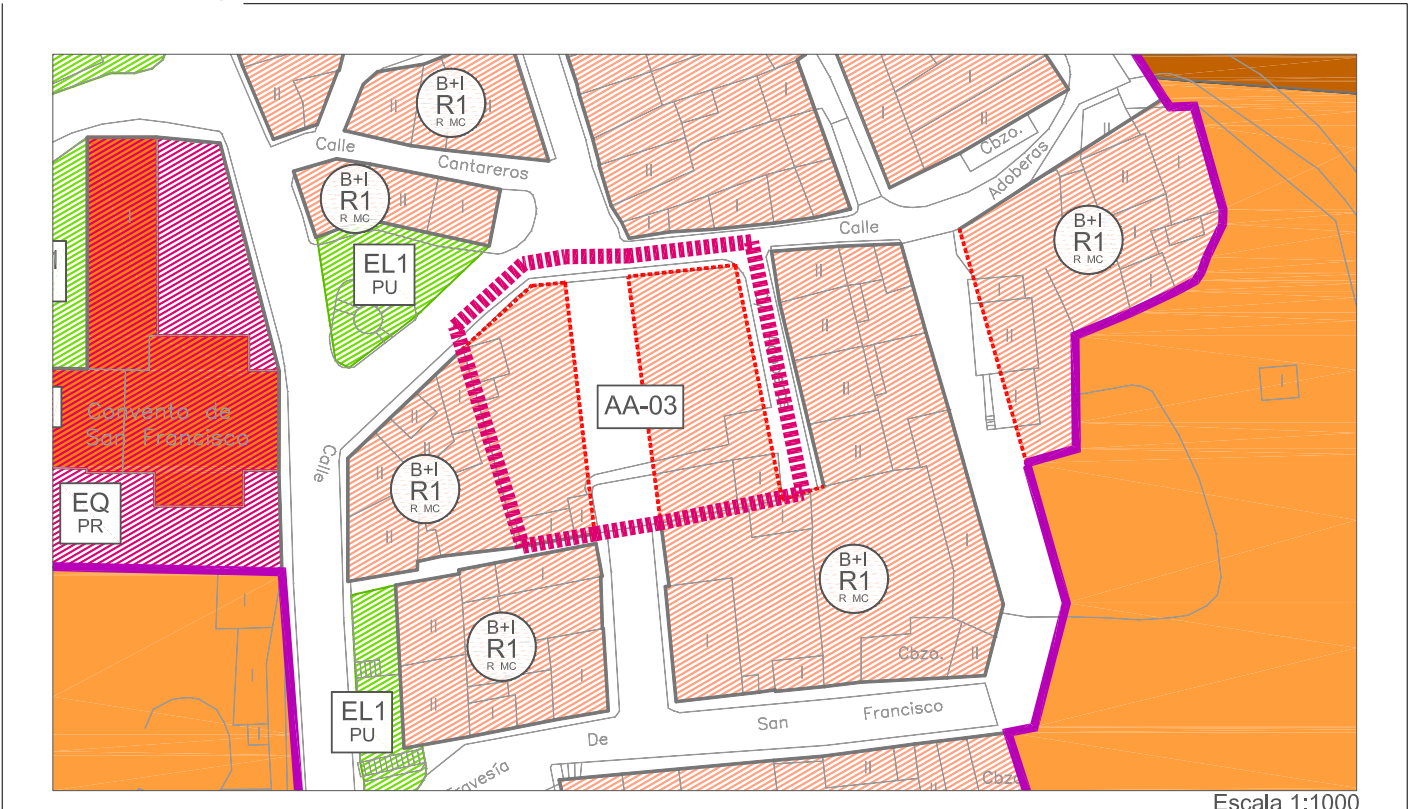 B+I
R1
R MC
Calle
Cantareros
Cbzo.
Adoberas
B+I
R1
R MC
B+I
R1
R MC
Calle
EL1
PU
AA-03
Convento de
San Francisco
Calle
B+I
R1
R MC
EQ
PR
B+I
R1
R MC
B+I
R1
R MC
Cbzo.
EL1
PU
De
San
Francisco
Travesía
Cbzo
Escala 1:1000